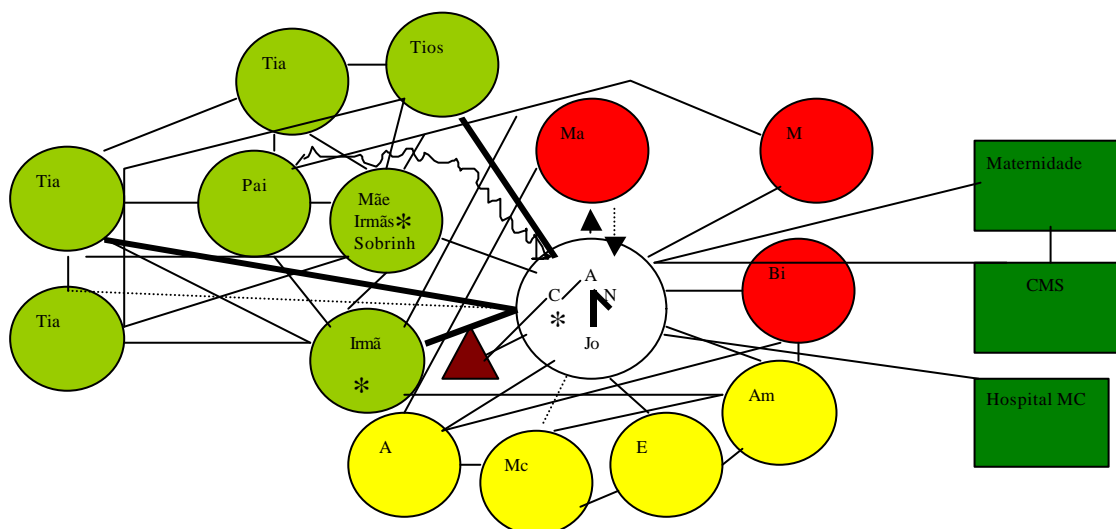 Tios
Tia
Ma
M
Maternidade
Tia
Pai
Mãe
Irmãs*
Sobrinh
A
C N
*
Jo
Bi
CMS
Tia
Irmã
*
Am
Hospital MC
A
Mc
E